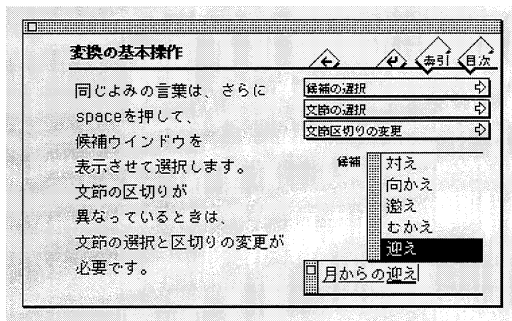 変換の基本操作
索引
目次
同じよみの言葉は、さらに
spaceを押して、
候補ウインドウを
表示させて選択します。
文節の区切りが
異なっているときは、
文節の選択と区切りの変更が
必要です。
候補の選択
文節の選択
文節区切りの変更
候補
対え
向かえ
邀え
むかえ
迎え
月からの迎え